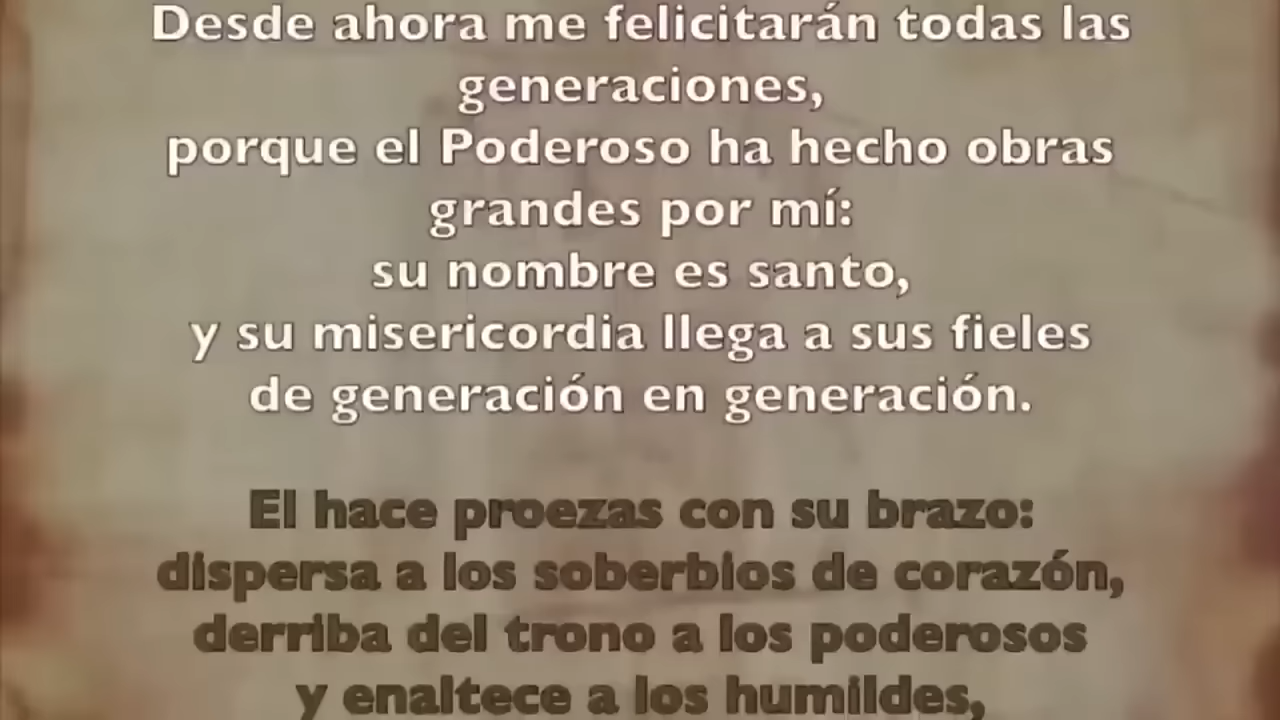 Desde ahora me felicitarán todas las
generaciones,
porque el Poderoso ha hecho obras
grandes por mí:
su nombre es santo,
y su misericordia llega a sus fieles
de generación en generación.
El hace proezas con su brazo:
dispersa a los soberbios de corazón,
derriba del trono a los poderosos
y enaltece a los humildes,